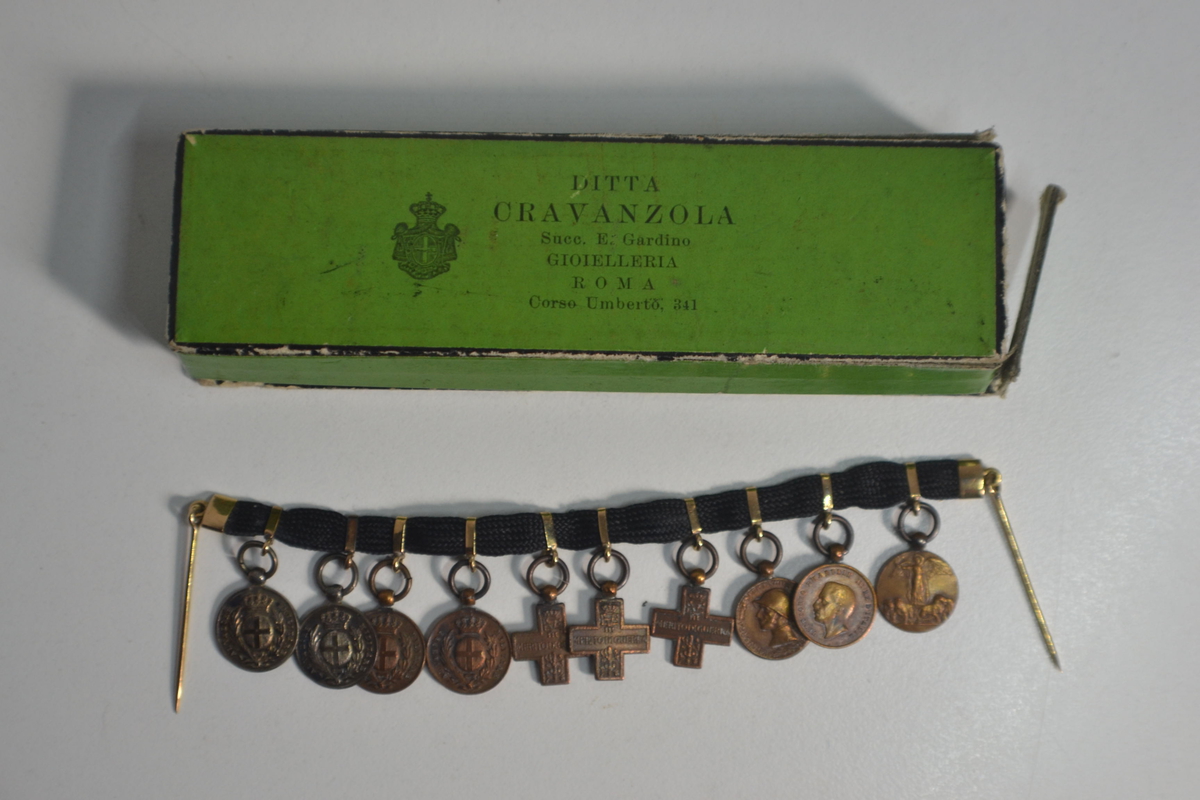 DITTA
CRAVANZOLA
Succ. E. Gardino
GIOIELLERIA
ROMA
Corso Umberto, 341